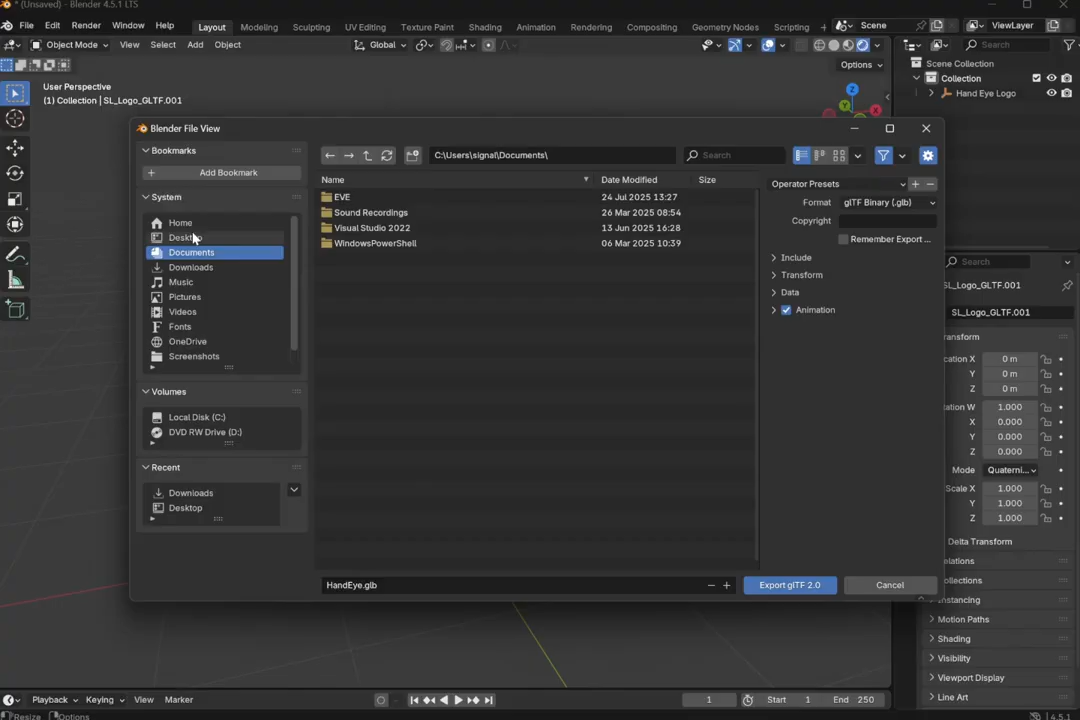 * (Unsaved) - Blender 4.5.1 LTS
File Edit Render Window Help Layout Modeling Sculpting UV Editing Texture Paint Shading Animation Rendering Compositing Geometry Nodes Scripting + Scene ViewLayer
Object Mode View Select Add Object Global Search
Options
User Perspective
(1) Collection | SL_Logo_GLTF.001
Scene Collection
Collection
Hand Eye Logo
Blender File View
Bookmarks
Add Bookmark
System
Home
Desktop
Documents
Downloads
Music
Pictures
Videos
Fonts
OneDrive
Screenshots
Volumes
Local Disk (C:)
DVD RW Drive (D:)
Recent
Downloads
Desktop
C:\Users\signal\Documents\ Search
Name Date Modified Size
EVE 24 Jul 2025 13:27
Sound Recordings 26 Mar 2025 08:54
Visual Studio 2022 13 Jun 2025 16:28
WindowsPowerShell 06 Mar 2025 10:39
Operator Presets
Format glTF Binary (.glb)
Copyright
Remember Export ...
Include
Transform
Data
Animation
HandEye.glb
Export glTF 2.0 Cancel
Search
SL_Logo_GLTF.001
SL_Logo_GLTF.001
ansform
cation X 0 m
Y 0 m
Z 0 m
tation W 1.000
X 0.000
Y 0.000
Z 0.000
Mode Quaterni...
Scale X 1.000
Y 1.000
Z 1.000
Delta Transform
elations
ollections
nstancing
Motion Paths
Shading
Visibility
Viewport Display
Line Art
Playback Keying View Marker 1 Start 1 End 250
Resize Options 4.5.1